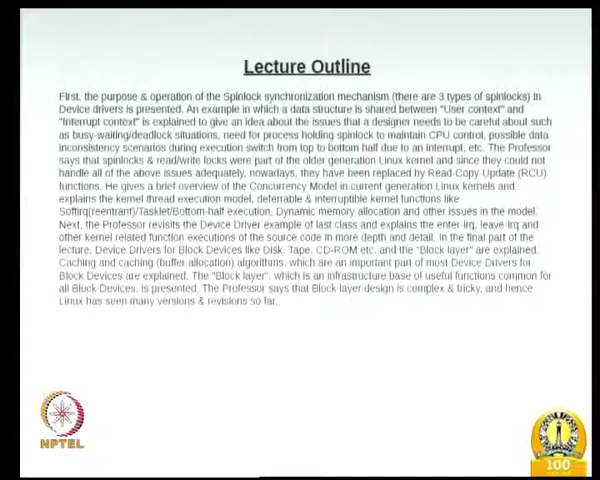 Lecture Outline
First, the purpose & operation of the Spinlock synchronization mechanism (there are 3 types of spinlocks) in
Device drivers is presented. An example in which a data structure is shared between "User context" and
"Interrupt context" is explained to give an idea about the issues that a designer needs to be careful about such
as busy-waiting/deadlock situations, need for process holding spinlock to maintain CPU control, possible data
inconsistency scenarios during execution switch from top to bottom half due to an interrupt, etc. The Professor
says that spinlocks & read/write locks were part of the older generation Linux kernel and since they could not
handle all of the above issues adequately, nowadays, they have been replaced by Read-Copy-Update (RCU)
functions. He gives a brief overview of the Concurrency Model in current generation Linux kernels and
explains the kernel thread execution model, deferrable & interruptible kernel functions like
Softirq(reentrant)/Tasklet/Bottom-half execution, Dynamic memory allocation and other issues in the model.
Next, the Professor revisits the Device Driver example of last class and explains the enter-irq, leave-irq and
other kernel related function executions of the source code in more depth and detail. In the final part of the
lecture, Device Drivers for Block Devices like Disk, Tape, CD-ROM etc. and the "Block layer" are explained.
Caching and caching (buffer allocation) algorithms, which are an important part of most Device Drivers for
Block Devices are explained. The "Block layer", which is an infrastructure base of useful functions common for
all Block Devices, is presented. The Professor says that Block layer design is complex & tricky, and hence
Linux has seen many versions & revisions so far.
NPTEL
100